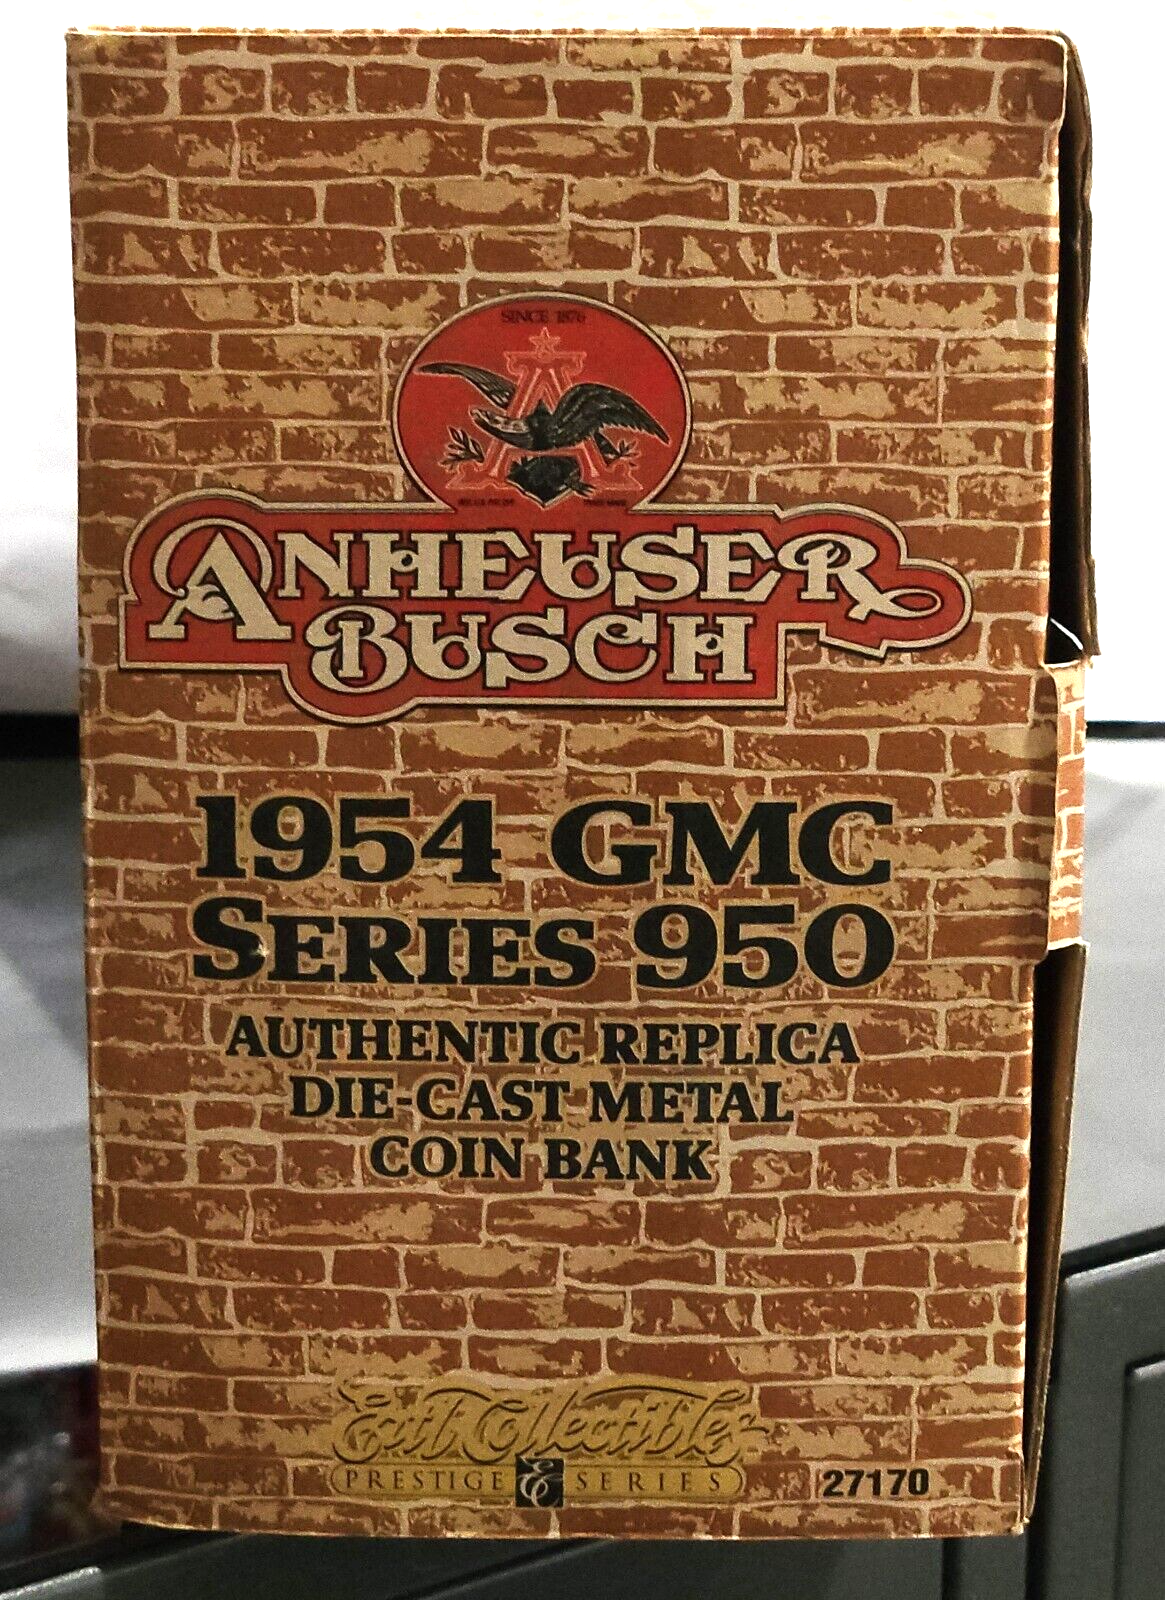 SINCE 1876
A
ANHEUSER
BUSCH
1954 GMC
SERIES 950
AUTHENTIC REPLICA
DIE-CAST METAL
COIN BANK
Ertl Collectibles
PRESTIGE EC SERIES
27170